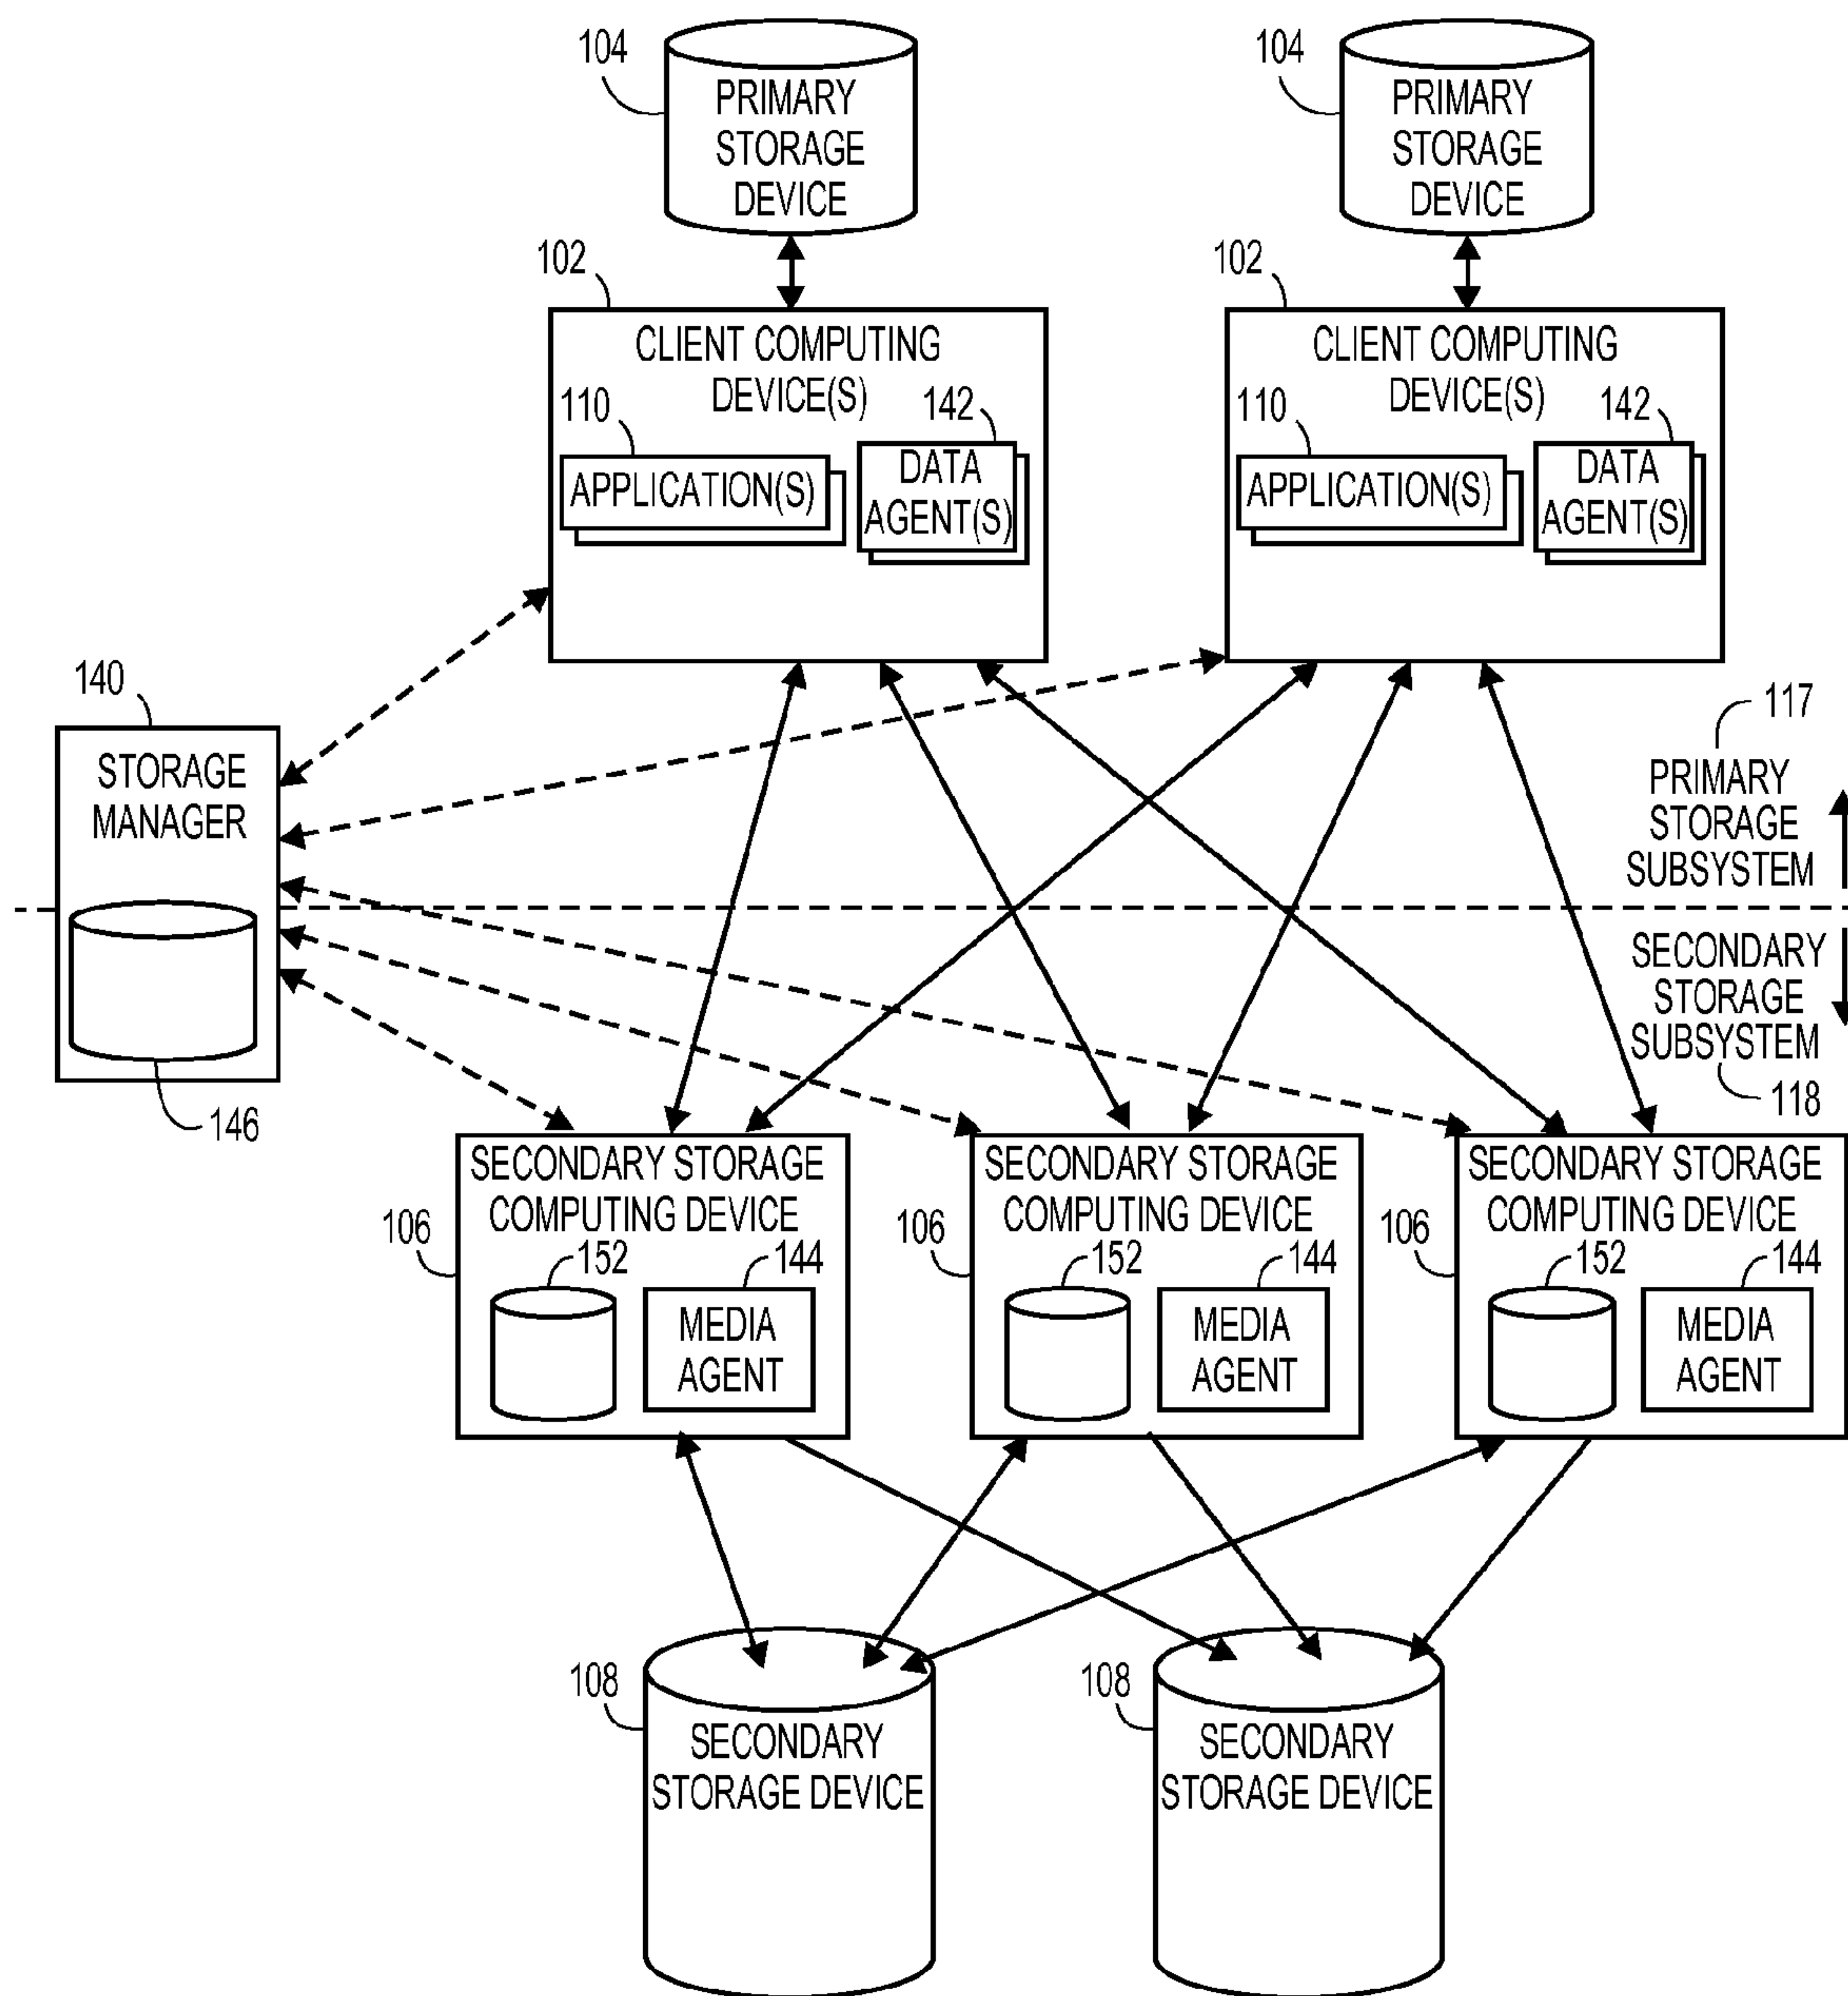 104
PRIMARY
STORAGE
DEVICE
104
PRIMARY
STORAGE
DEVICE
102
CLIENT COMPUTING
DEVICE(S)
110
142
APPLICATION(S)
DATA
AGENT(S)
102
CLIENT COMPUTING
DEVICE(S)
110
142
APPLICATION(S)
DATA
AGENT(S)
140
STORAGE
MANAGER
146
117
PRIMARY
STORAGE
SUBSYSTEM
SECONDARY
STORAGE
SUBSYSTEM
118
SECONDARY STORAGE
COMPUTING DEVICE
106
152
144
MEDIA
AGENT
SECONDARY STORAGE
COMPUTING DEVICE
106
152
144
MEDIA
AGENT
SECONDARY STORAGE
COMPUTING DEVICE
106
152
144
MEDIA
AGENT
108
SECONDARY
STORAGE DEVICE
108
SECONDARY
STORAGE DEVICE